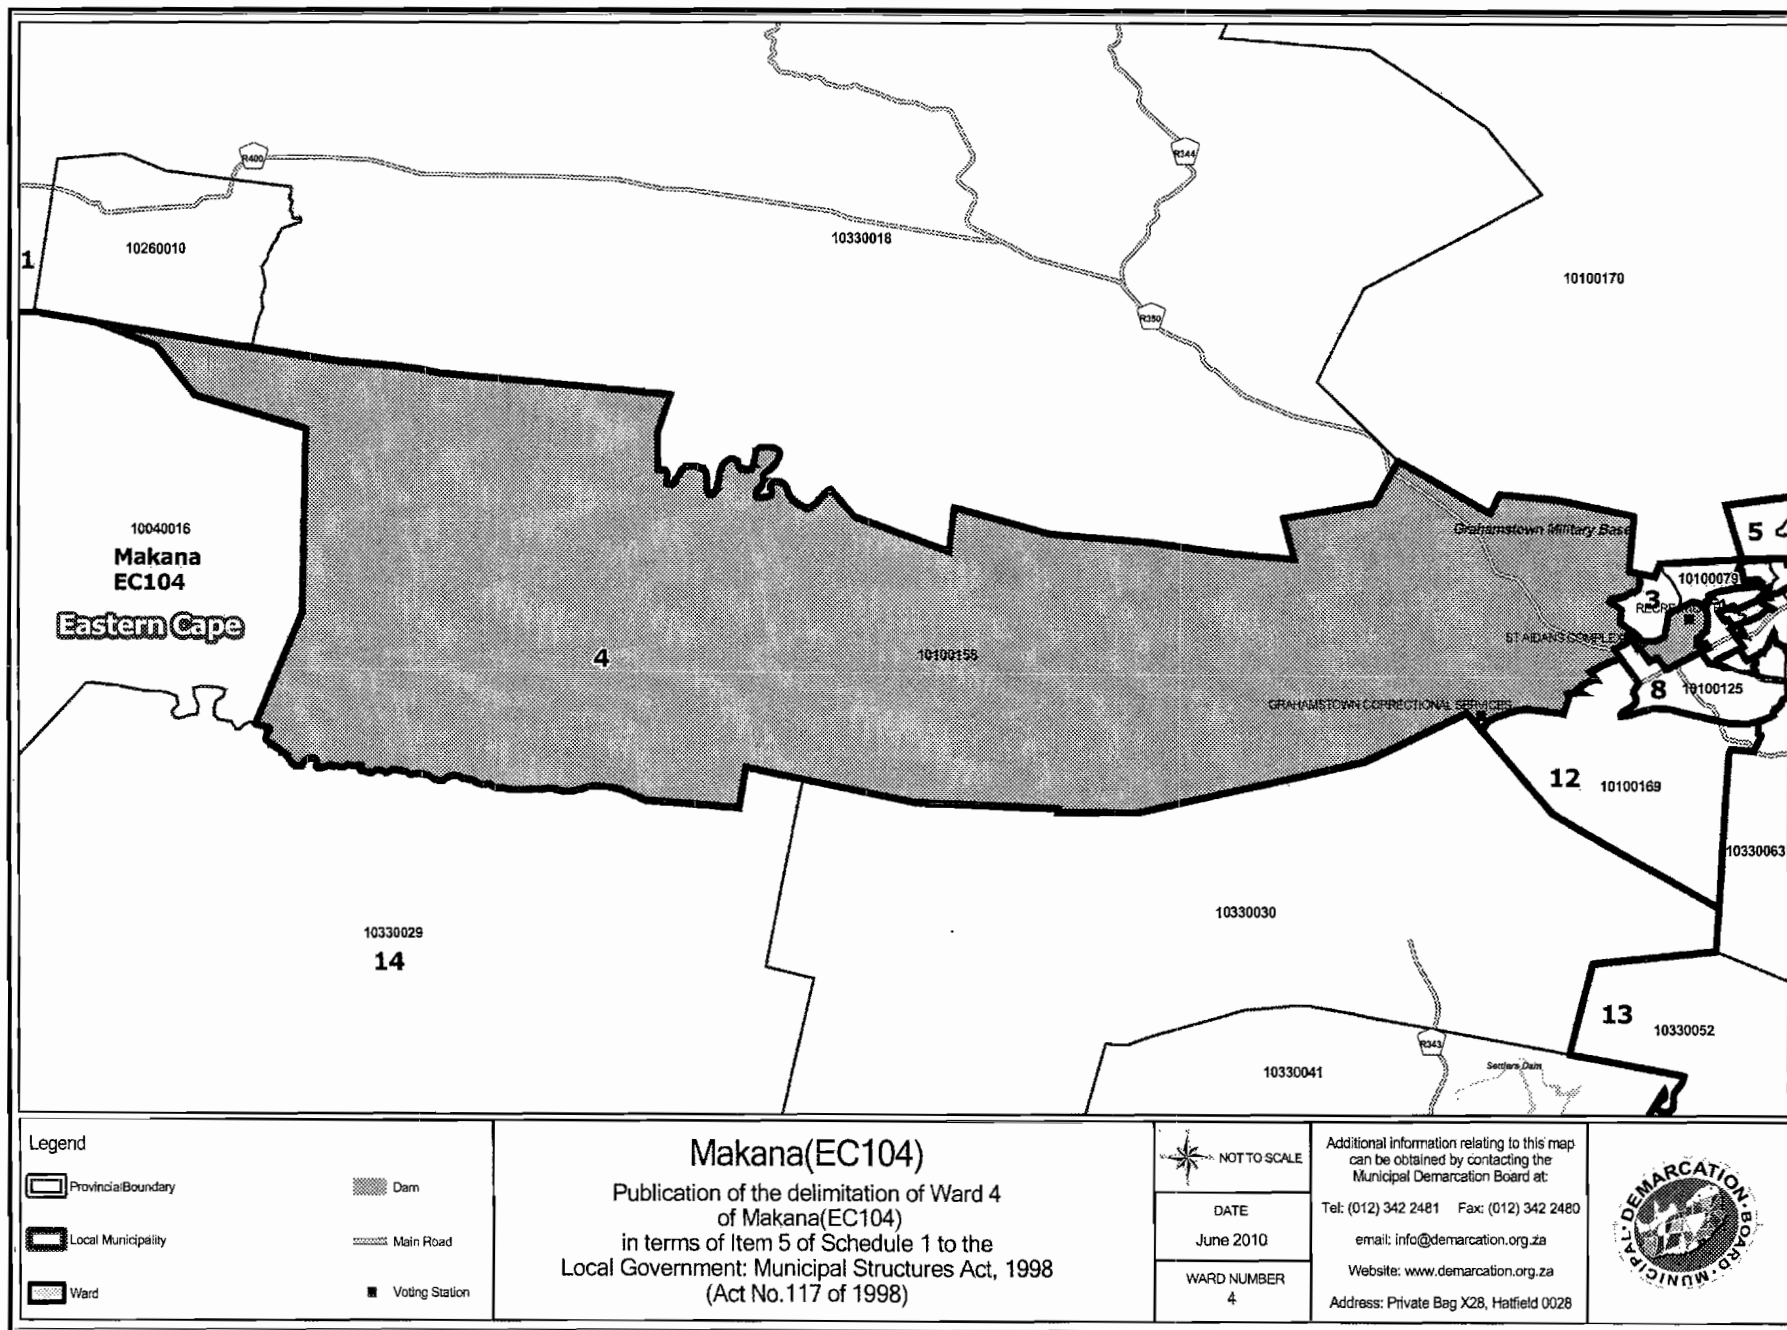 R400
R344
10260010
10330018
1
10100170
R350
10040016
Makana
EC104
Eastern Cape
Grahamstown Military Base
5
10100079
3
ST AIDAN'S COMPLEX
4
10100155
8
10100125
GRAHAMSTOWN CORRECTIONAL SERVICES
12
10100169
10330063
10330030
10330029
14
13
10330052
R343
10330041
Settlers Dam
Legend
ProvincialBoundary
Dam
Local Municipality
Main Road
Ward
Voting Station
Makana(EC104)
Publication of the delimitation of Ward 4
of Makana(EC104)
in terms of Item 5 of Schedule 1 to the
Local Government: Municipal Structures Act, 1998
(Act No.117 of 1998)
NOT TO SCALE
DATE
June 2010
WARD NUMBER
4
Additional information relating to this map
can be obtained by contacting the
Municipal Demarcation Board at:
Tel: (012) 342 2481 Fax: (012) 342 2480
email: info@demarcation.org.za
Website: www.demarcation.org.za
Address: Private Bag X28, Hatfield 0028
MUNICIPAL DEMARCATION BOARD